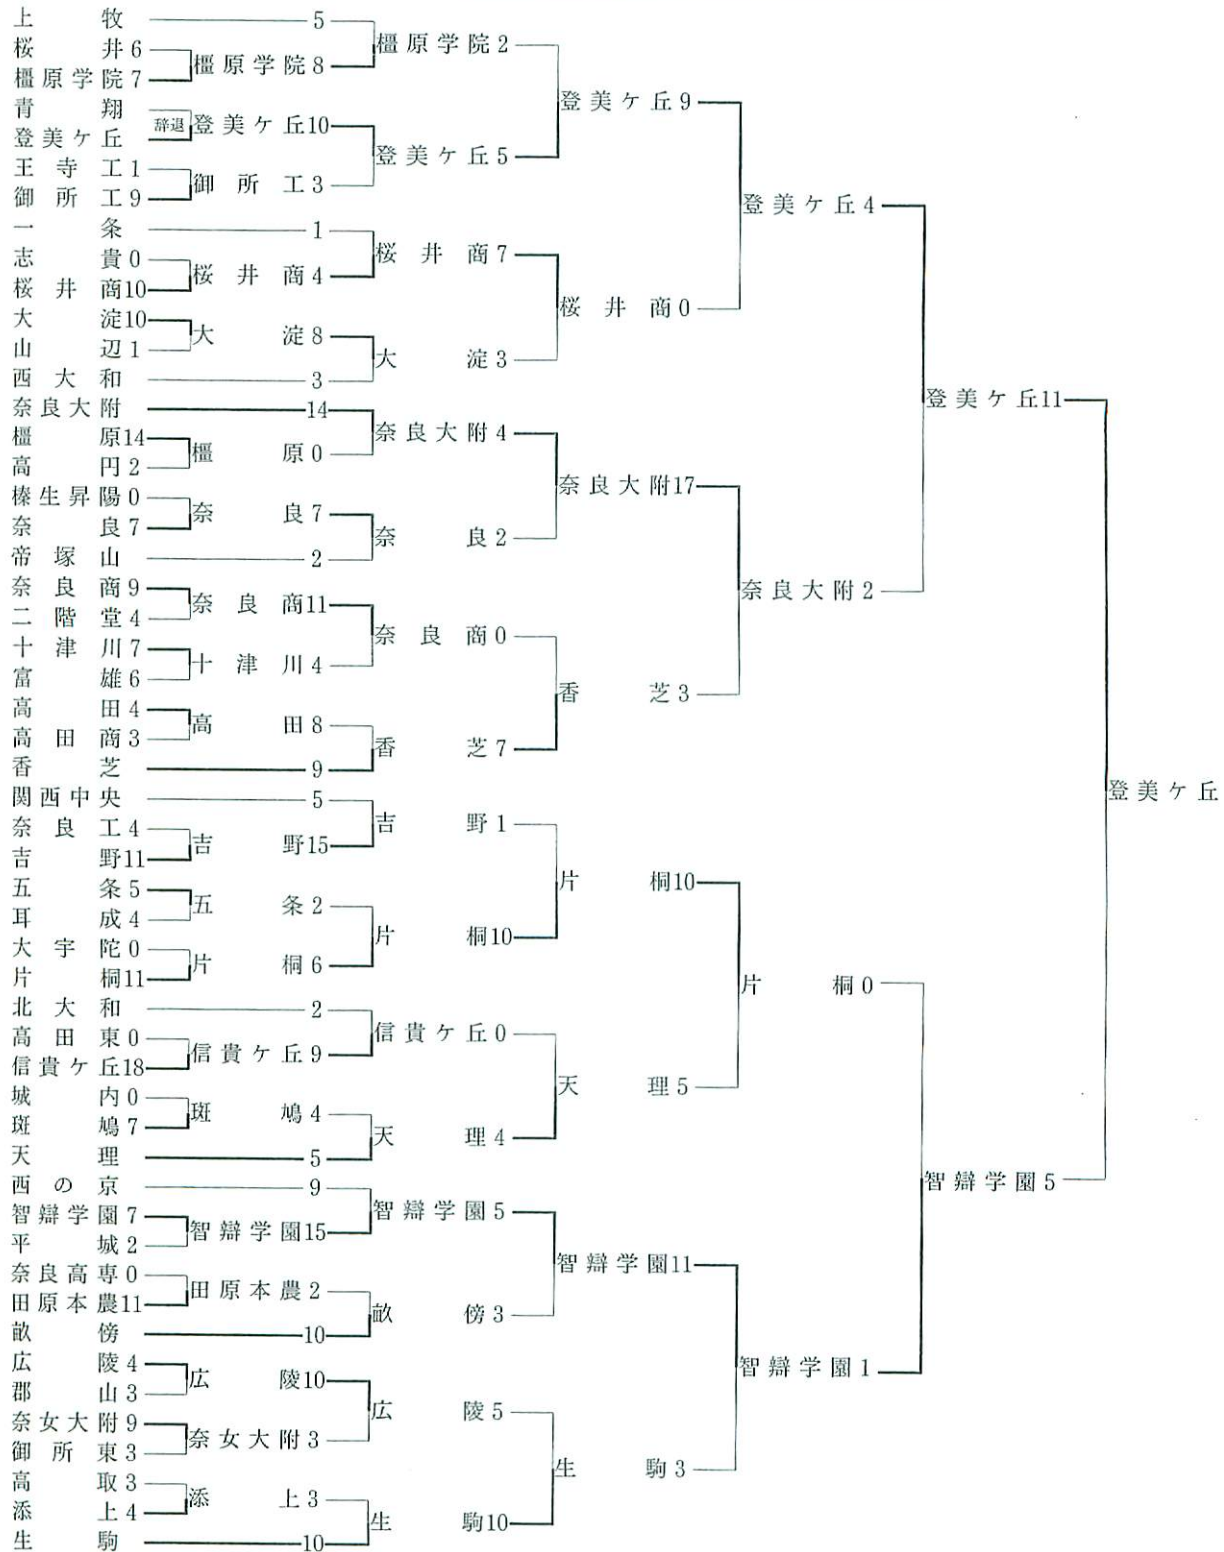 上牧 5
桜井 6
橿原学院 7
橿原学院 8
橿原学院 2
青翔
辞退
登美ケ丘
登美ケ丘 10
王寺工 1
御所工 9
御所工 3
登美ケ丘 5
登美ケ丘 9
一条 1
志貴 0
桜井商 10
桜井商 4
桜井商 7
大淀 10
山辺 1
大淀 8
西大和 3
大淀 3
桜井商 0
登美ケ丘 4
奈良大附 14
橿原 14
高円 2
橿原 0
奈良大附 4
榛生昇陽 0
奈良 7
奈良 7
帝塚山 2
奈良 2
奈良大附 17
奈良商 9
二階堂 4
奈良商 11
十津川 7
富雄 6
十津川 4
奈良商 0
高田 4
高田商 3
高田 8
香芝 9
香芝 7
香芝 3
奈良大附 2
登美ケ丘 11
関西中央 5
奈良工 4
吉野 11
吉野 15
吉野 1
五条 5
耳成 4
五条 2
大宇陀 0
片桐 11
片桐 6
片桐 10
片桐 10
北大和 2
高田東 0
信貴ケ丘 18
信貴ケ丘 9
信貴ケ丘 0
城内 0
斑鳩 7
斑鳩 4
天理 5
天理 4
天理 5
片桐 0
西の京 9
智辯学園 7
平城 2
智辯学園 15
智辯学園 5
奈良高専 0
田原本農 11
田原本農 2
畝傍 10
畝傍 3
智辯学園 11
広陵 4
郡山 3
広陵 10
奈女大附 9
御所東 3
奈女大附 3
広陵 5
高取 3
添上 4
添上 3
生駒 10
生駒 10
生駒 3
智辯学園 1
智辯学園 5
登美ケ丘